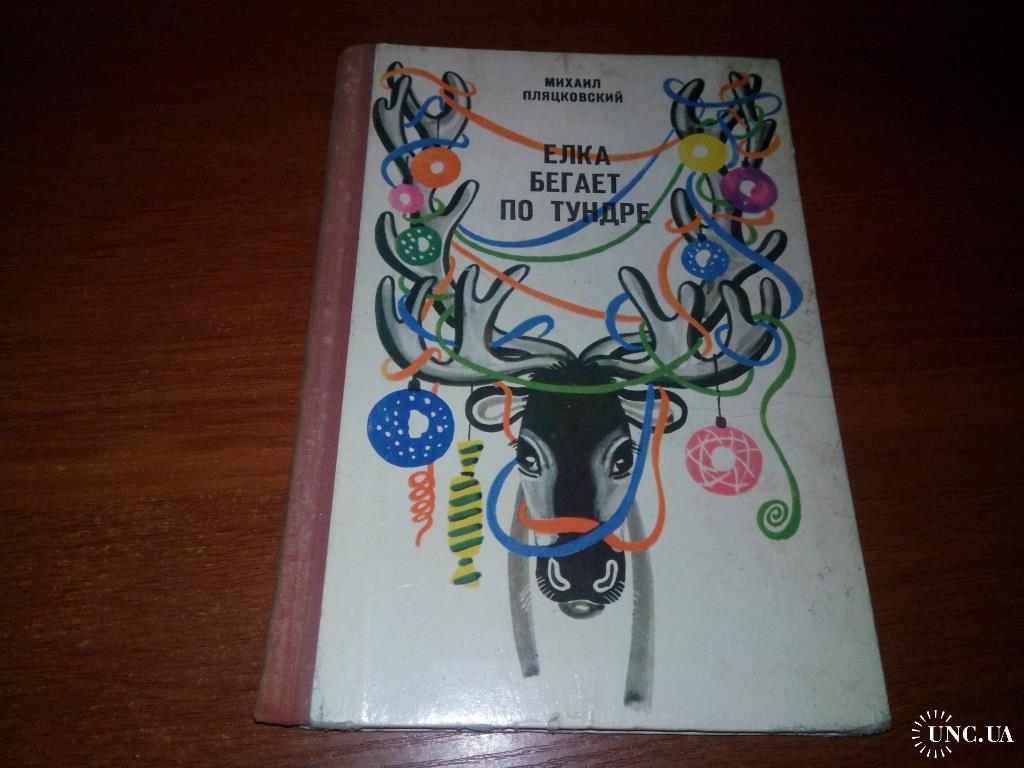 МИХАИЛ
ПЛЯЦКОВСКИЙ
ЕЛКА
БЕГАЕТ
ПО ТУНДРЕ
UNC.UA